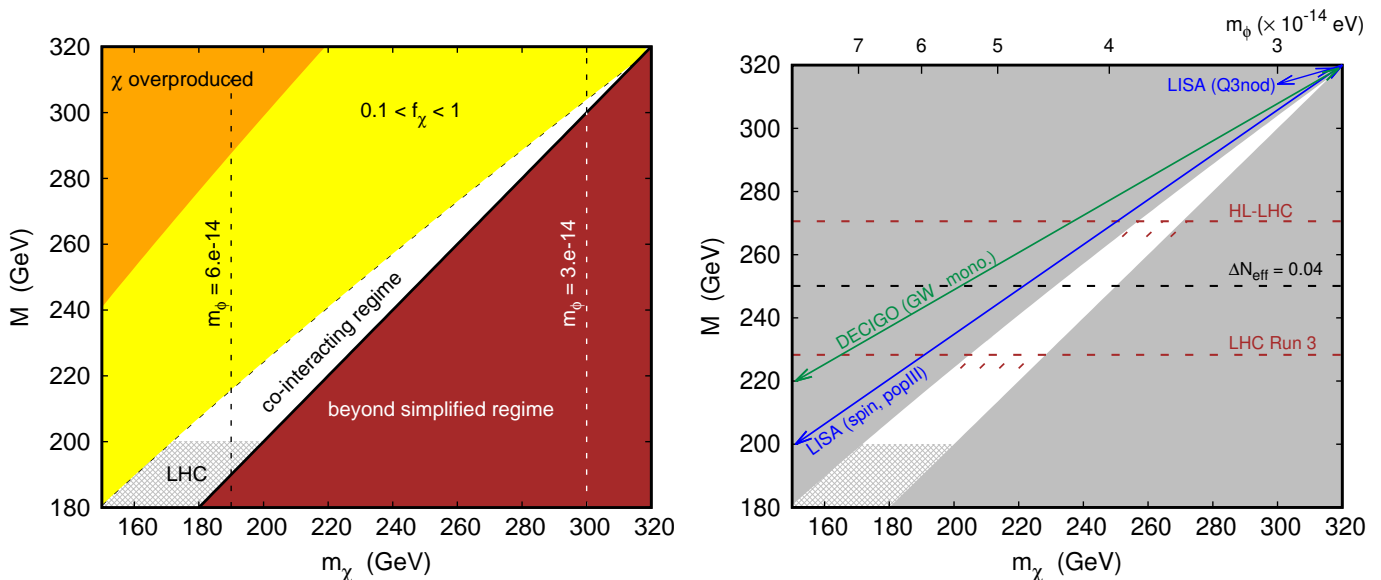 320
300
280
260
240
220
200
180
M (GeV)
χ overproduced
0.1 < f_χ < 1
m_ϕ = 6.e-14
m_ϕ = 3.e-14
co-interacting regime
beyond simplified regime
LHC
160 180 200 220 240 260 280 300 320
m_χ (GeV)
m_ϕ (× 10^-14 eV)
7 6 5 4 3
320
300
280
260
240
220
200
180
M (GeV)
LISA (Q3nod)
HL-LHC
ΔN_eff = 0.04
DECIGO (GW mono.)
LHC Run 3
LISA (spin, popIII)
160 180 200 220 240 260 280 300 320
m_χ (GeV)